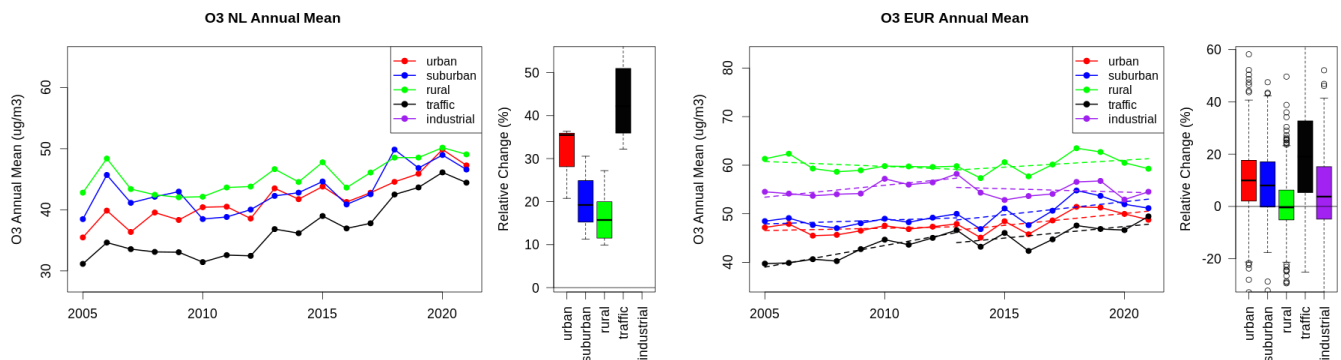 O3 NL Annual Mean
O3 Annual Mean (ug/m3)
60
50
40
30
2005
2010
2015
2020
urban
suburban
rural
traffic
industrial
Relative Change (%)
50
40
30
20
10
0
urban
suburban
rural
traffic
industrial
O3 EUR Annual Mean
O3 Annual Mean (ug/m3)
80
70
60
50
40
2005
2010
2015
2020
urban
suburban
rural
traffic
industrial
Relative Change (%)
60
40
20
0
-20
urban
suburban
rural
traffic
industrial